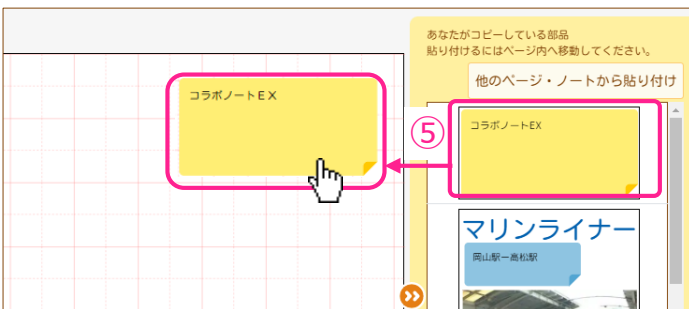 あなたがコピーしている部品
貼り付けるにはページ内へ移動してください。
他のページ・ノートから貼り付け
コラボノートＥＸ
⑤
コラボノートEX
マリンライナー
岡山駅ー高松駅